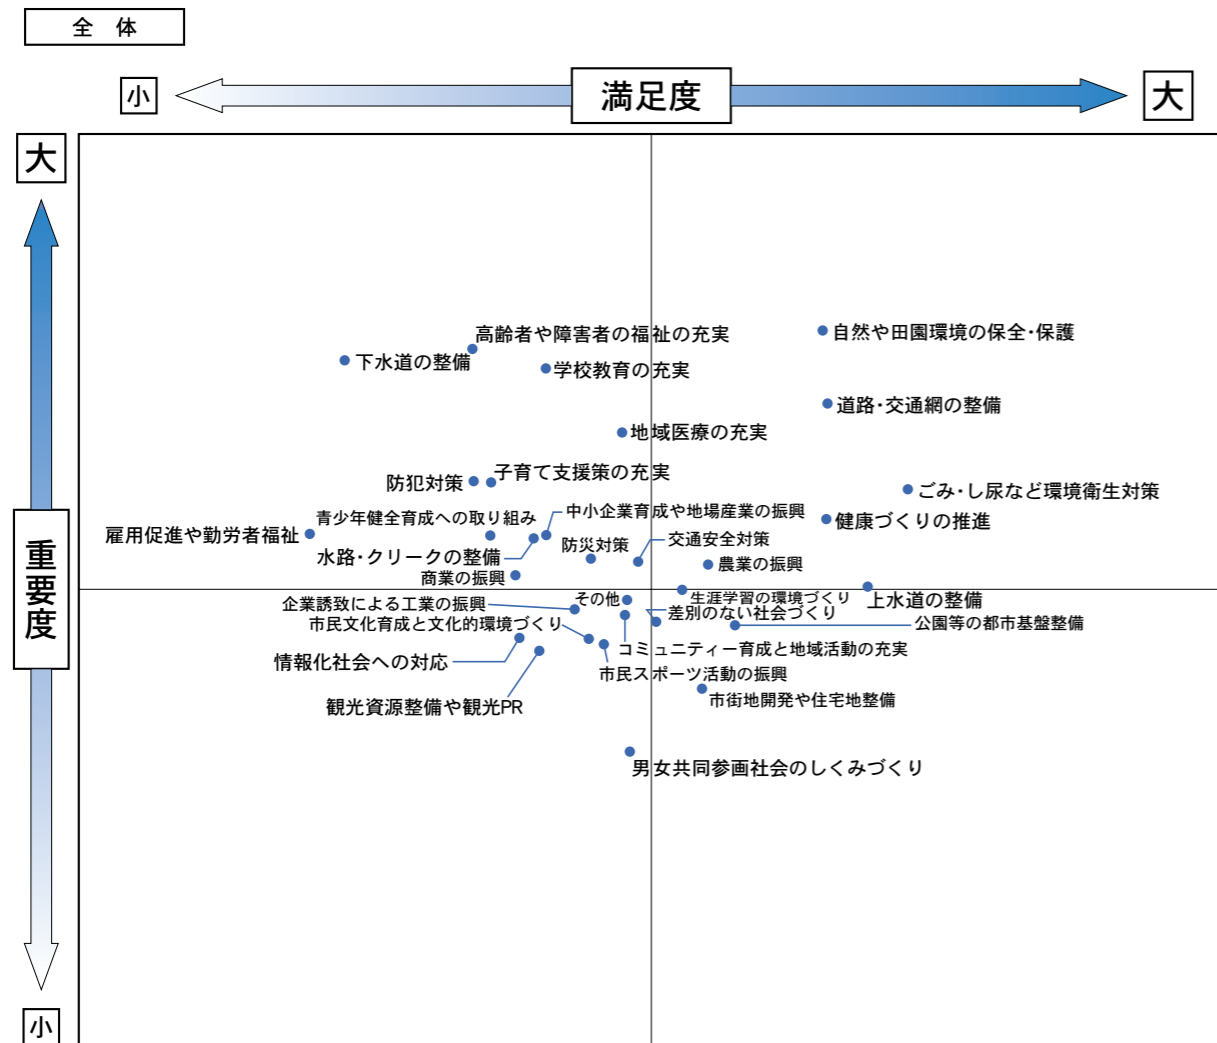 全 体
小
満足度
大
大
高齢者や障害者の福祉の充実
自然や田園環境の保全・保護
下水道の整備
学校教育の充実
道路・交通網の整備
地域医療の充実
子育て支援策の充実
防犯対策
ごみ・し尿など環境衛生対策
青少年健全育成への取り組み
中小企業育成や地場産業の振興
健康づくりの推進
雇用促進や勤労者福祉
水路・クリークの整備
防災対策
交通安全対策
農業の振興
商業の振興
重要度
企業誘致による工業の振興
その他
生涯学習の環境づくり
上水道の整備
差別のない社会づくり
市民文化育成と文化的環境づくり
公園等の都市基盤整備
コミュニティー育成と地域活動の充実
情報化社会への対応
市民スポーツ活動の振興
市街地開発や住宅地整備
観光資源整備や観光PR
男女共同参画社会のしくみづくり
小